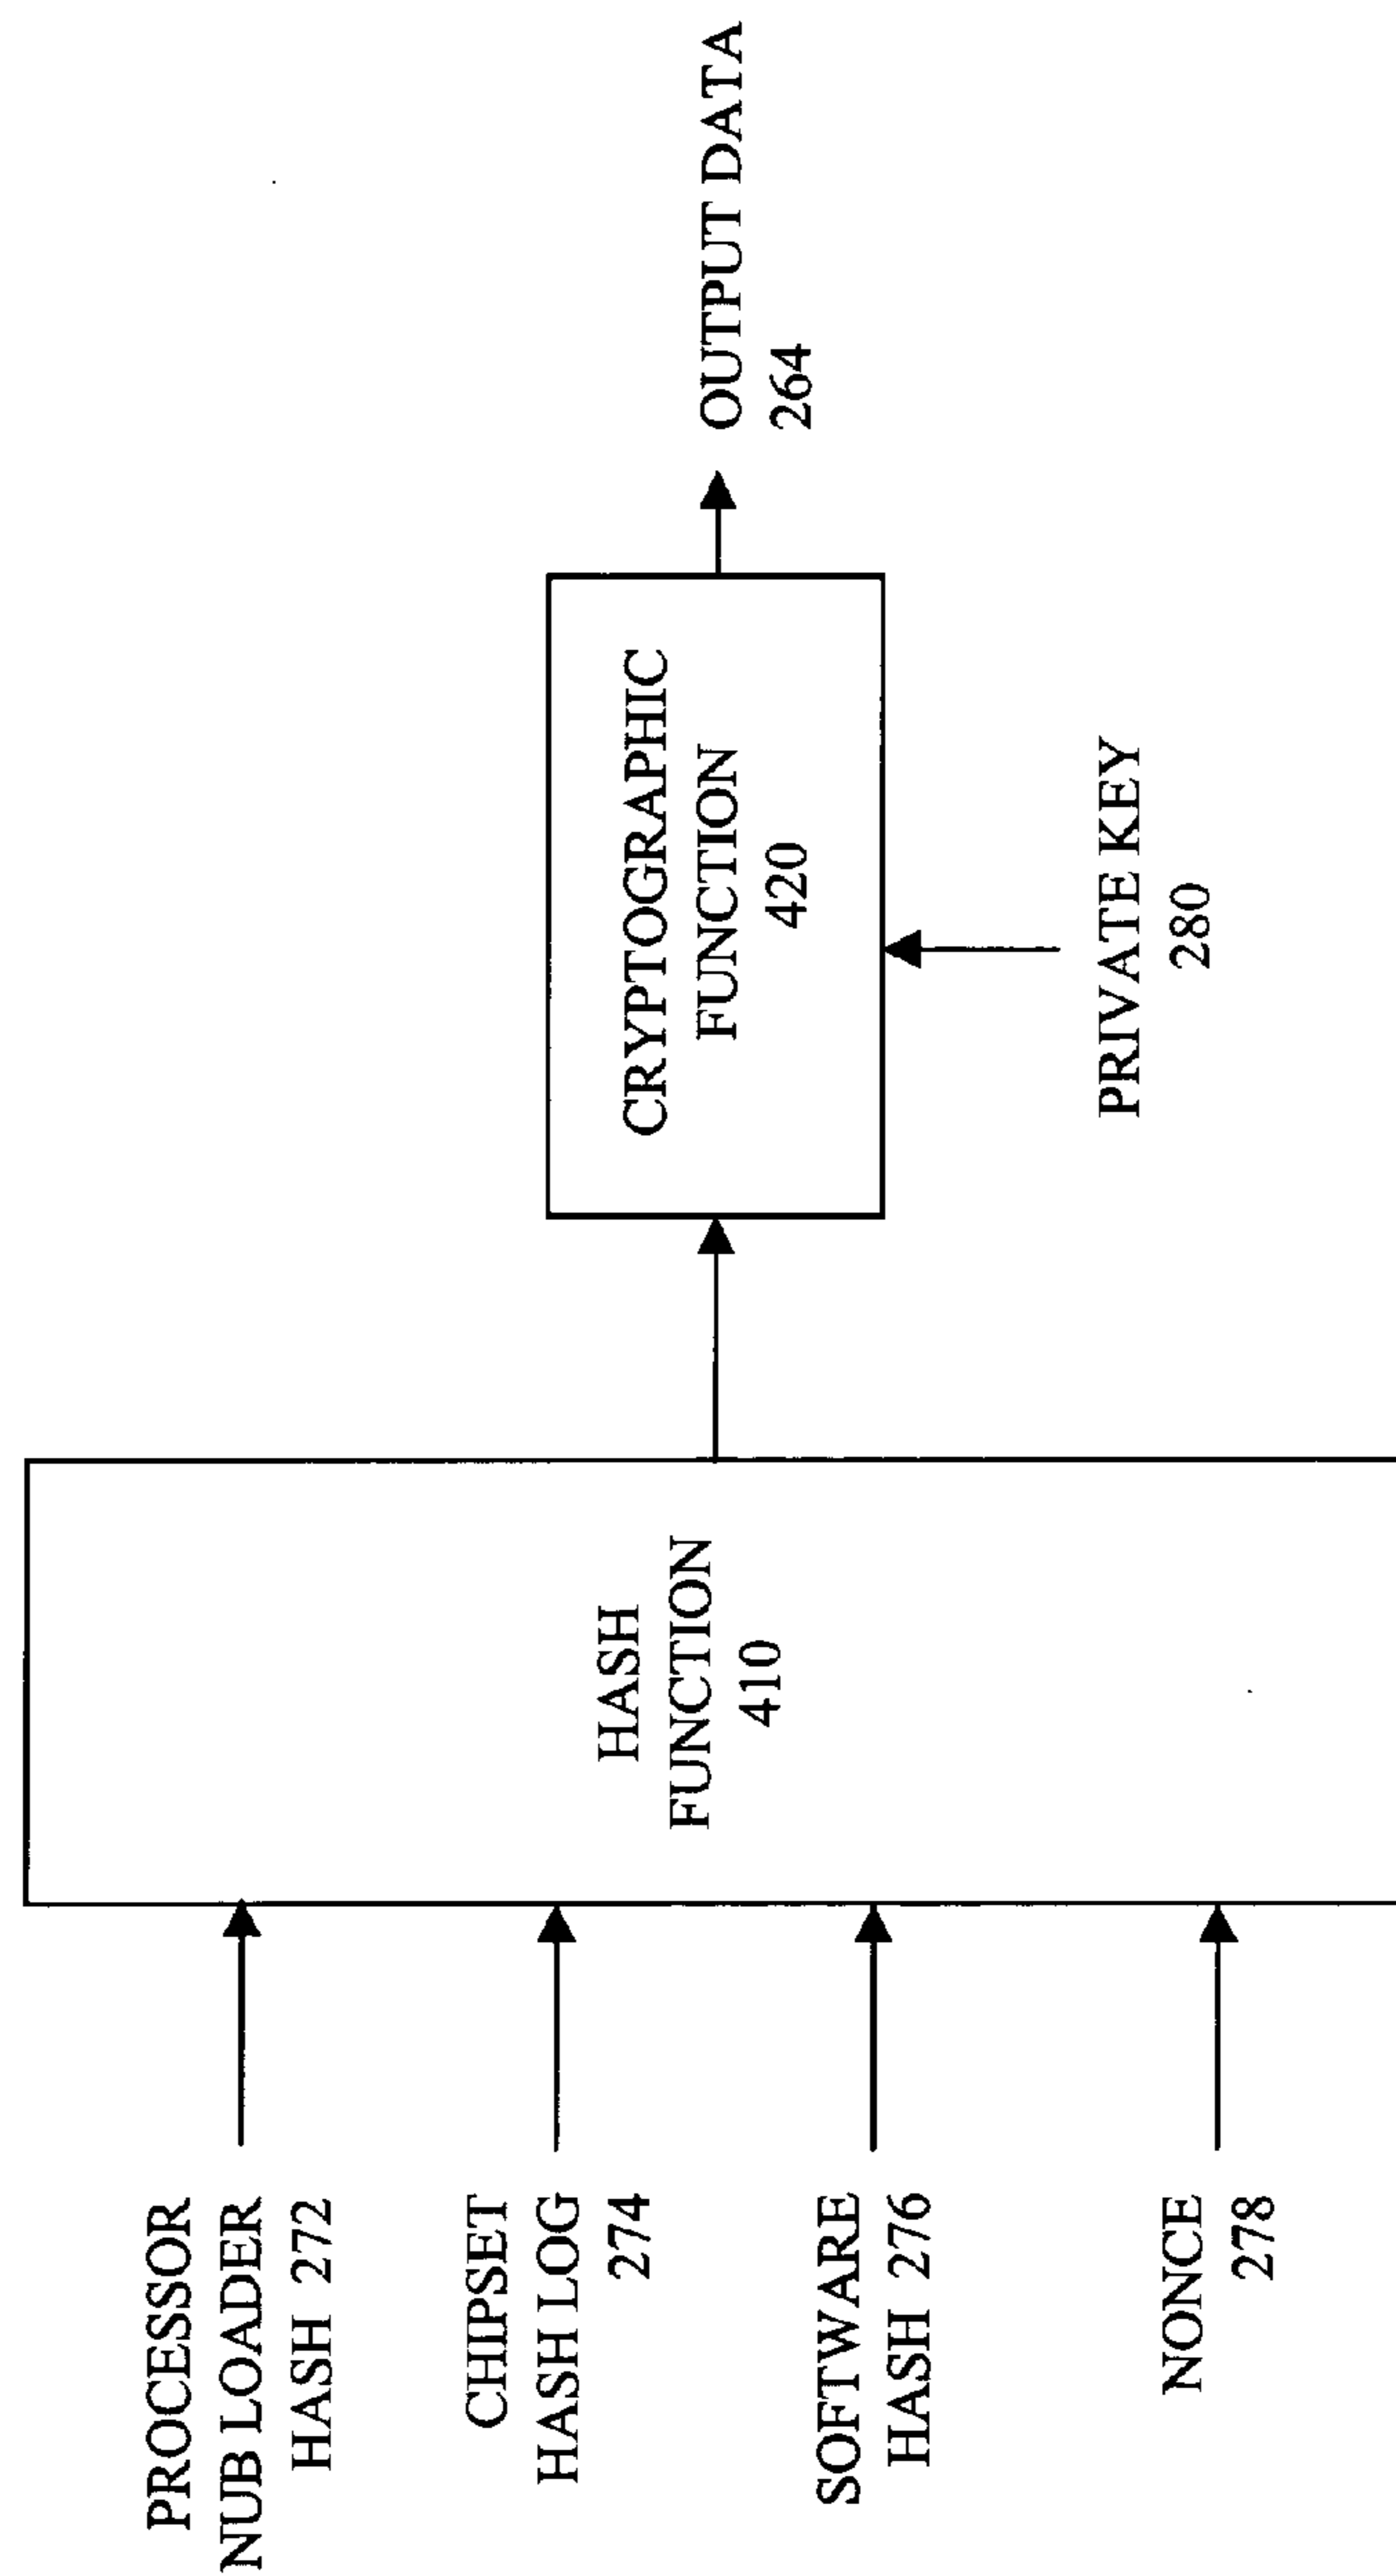 PROCESSOR
NUB LOADER
HASH 272
CHIPSET
HASH LOG
274
SOFTWARE
HASH 276
NONCE
278
HASH
FUNCTION
410
CRYPTOGRAPHIC
FUNCTION
420
PRIVATE KEY
280
OUTPUT DATA
264